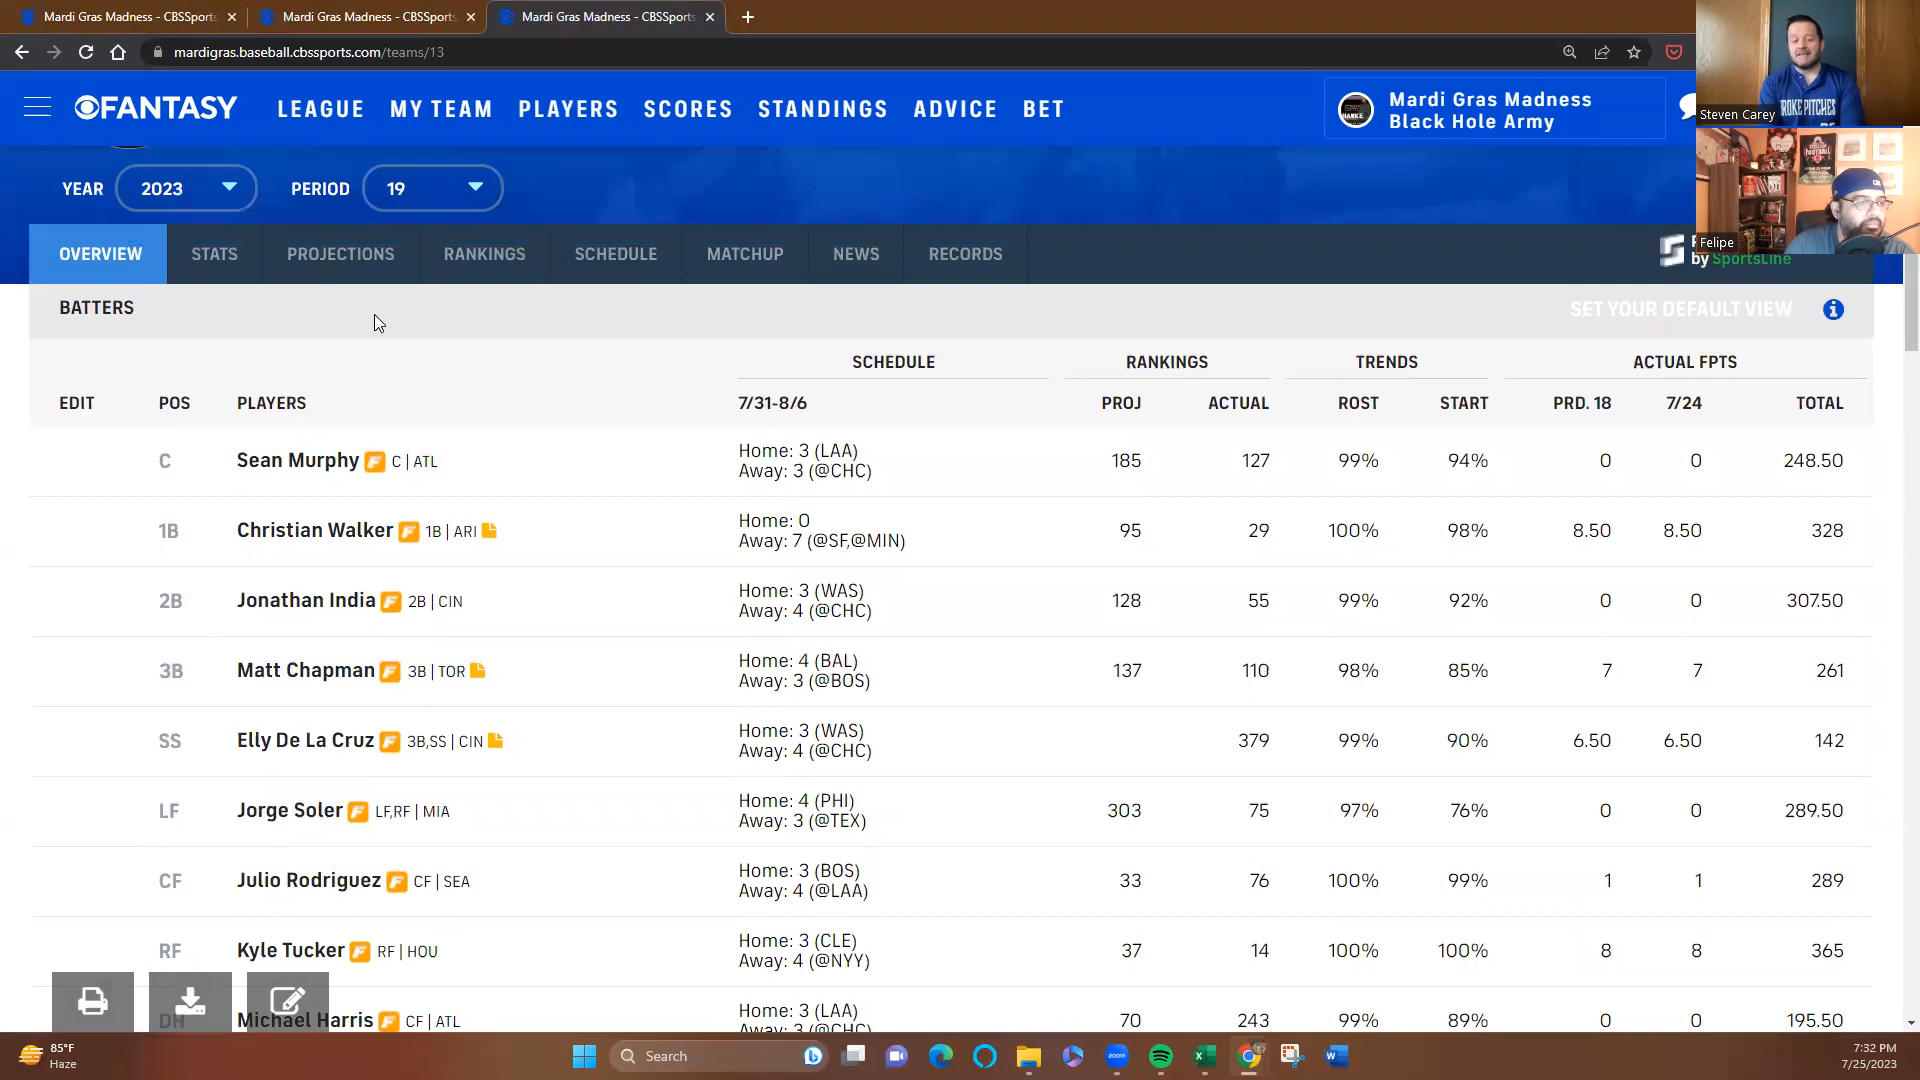 Mardi Gras Madness - CBSSports
Mardi Gras Madness - CBSSports
Mardi Gras Madness - CBSSports
mardigras.baseball.cbssports.com/teams/13
FANTASY LEAGUE MY TEAM PLAYERS SCORES STANDINGS ADVICE BET
Mardi Gras Madness
Black Hole Army
Steven Carey
Felipe
YEAR 2023 PERIOD 19
OVERVIEW STATS PROJECTIONS RANKINGS SCHEDULE MATCHUP NEWS RECORDS
by SportsLine
BATTERS SET YOUR DEFAULT VIEW
SCHEDULE RANKINGS TRENDS ACTUAL FPTS
EDIT POS PLAYERS 7/31-8/6 PROJ ACTUAL ROST START PRD. 18 7/24 TOTAL
C Sean Murphy C | ATL Home: 3 (LAA) 185 127 99% 94% 0 0 248.50
Away: 3 (@CHC)
1B Christian Walker 1B | ARI Home: 0 95 29 100% 98% 8.50 8.50 328
Away: 7 (@SF,@MIN)
2B Jonathan India 2B | CIN Home: 3 (WAS) 128 55 99% 92% 0 0 307.50
Away: 4 (@CHC)
3B Matt Chapman 3B | TOR Home: 4 (BAL) 137 110 98% 85% 7 7 261
Away: 3 (@BOS)
SS Elly De La Cruz 3B,SS | CIN Home: 3 (WAS) 379 99% 90% 6.50 6.50 142
Away: 4 (@CHC)
LF Jorge Soler LF,RF | MIA Home: 4 (PHI) 303 75 97% 76% 0 0 289.50
Away: 3 (@TEX)
CF Julio Rodriguez CF | SEA Home: 3 (BOS) 33 76 100% 99% 1 1 289
Away: 4 (@LAA)
RF Kyle Tucker RF | HOU Home: 3 (CLE) 37 14 100% 100% 8 8 365
Away: 4 (@NYY)
DH Michael Harris CF | ATL Home: 3 (LAA) 70 243 99% 89% 0 0 195.50
Away: 3 (@CHC)
85°F
Haze
Search
zoom
7:32 PM
7/25/2023